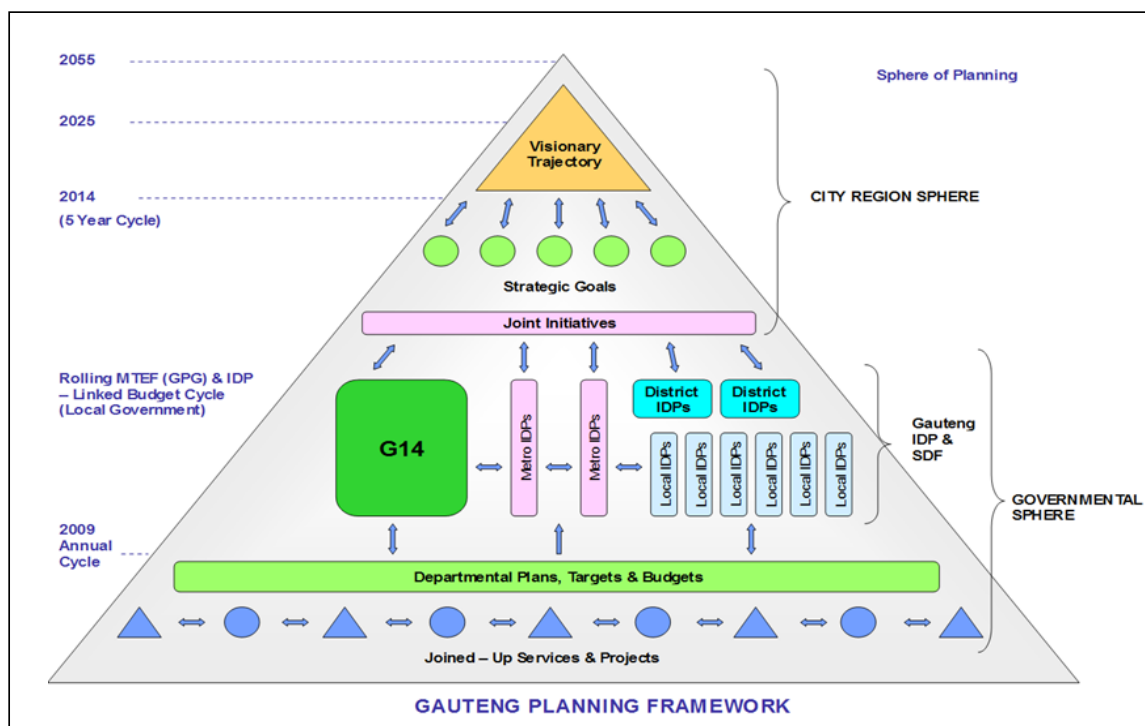 2055
Sphere of Planning
2025
Visionary
Trajectory
2014
(5 Year Cycle)
CITY REGION SPHERE
Strategic Goals
Joint Initiatives
Rolling MTEF (GPG) & IDP
– Linked Budget Cycle
(Local Government)
District
IDPs
District
IDPs
G14
Metro IDPs
Metro IDPs
Local IDPs
Local IDPs
Local IDPs
Local IDPs
Local IDPs
Local IDPs
Gauteng
IDP &
SDF
GOVERNMENTAL
SPHERE
2009
Annual
Cycle
Departmental Plans, Targets & Budgets
Joined – Up Services & Projects
GAUTENG PLANNING FRAMEWORK